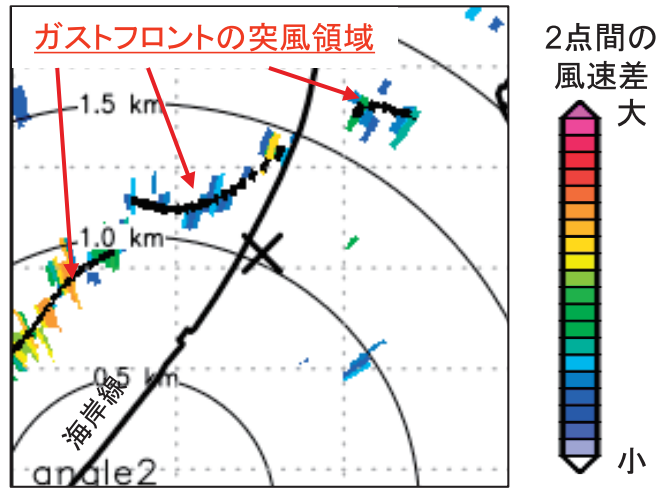 ガストフロントの突風領域
2点間の
風速差
大
1.5 km
1.0 km
0.5 km
海岸線
angle2
小